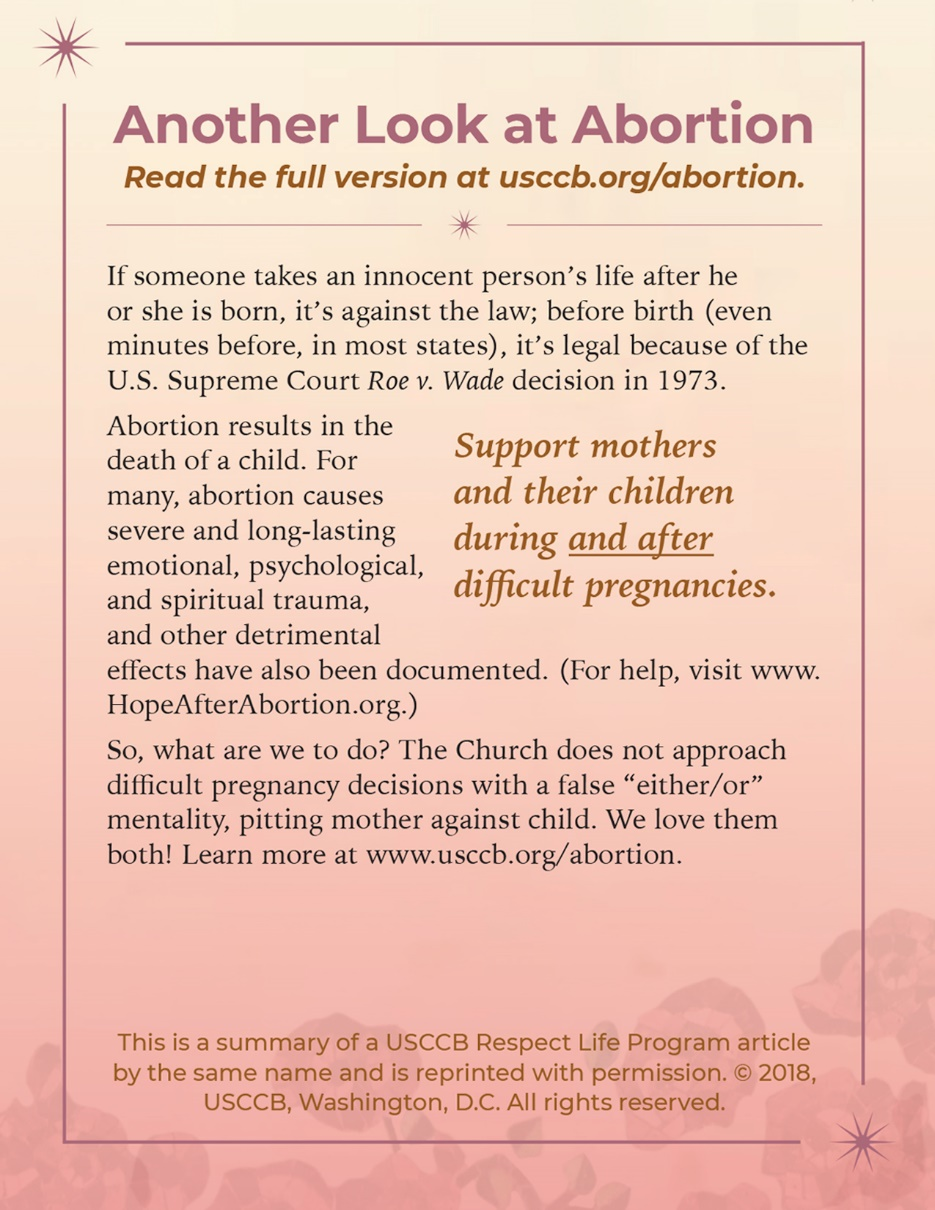 Another Look at Abortion
Read the full version at usccb.org/abortion.
If someone takes an innocent person’s life after he
or she is born, it’s against the law; before birth (even
minutes before, in most states), it’s legal because of the
U.S. Supreme Court Roe v. Wade decision in 1973.
Abortion results in the
death of a child. For
many, abortion causes
severe and long-lasting
emotional, psychological,
and spiritual trauma,
and other detrimental
effects have also been documented. (For help, visit www.
HopeAfterAbortion.org.)
Support mothers
and their children
during and after
difficult pregnancies.
So, what are we to do? The Church does not approach
difficult pregnancy decisions with a false “either/or”
mentality, pitting mother against child. We love them
both! Learn more at www.usccb.org/abortion.
This is a summary of a USCCB Respect Life Program article
by the same name and is reprinted with permission. © 2018,
USCCB, Washington, D.C. All rights reserved.